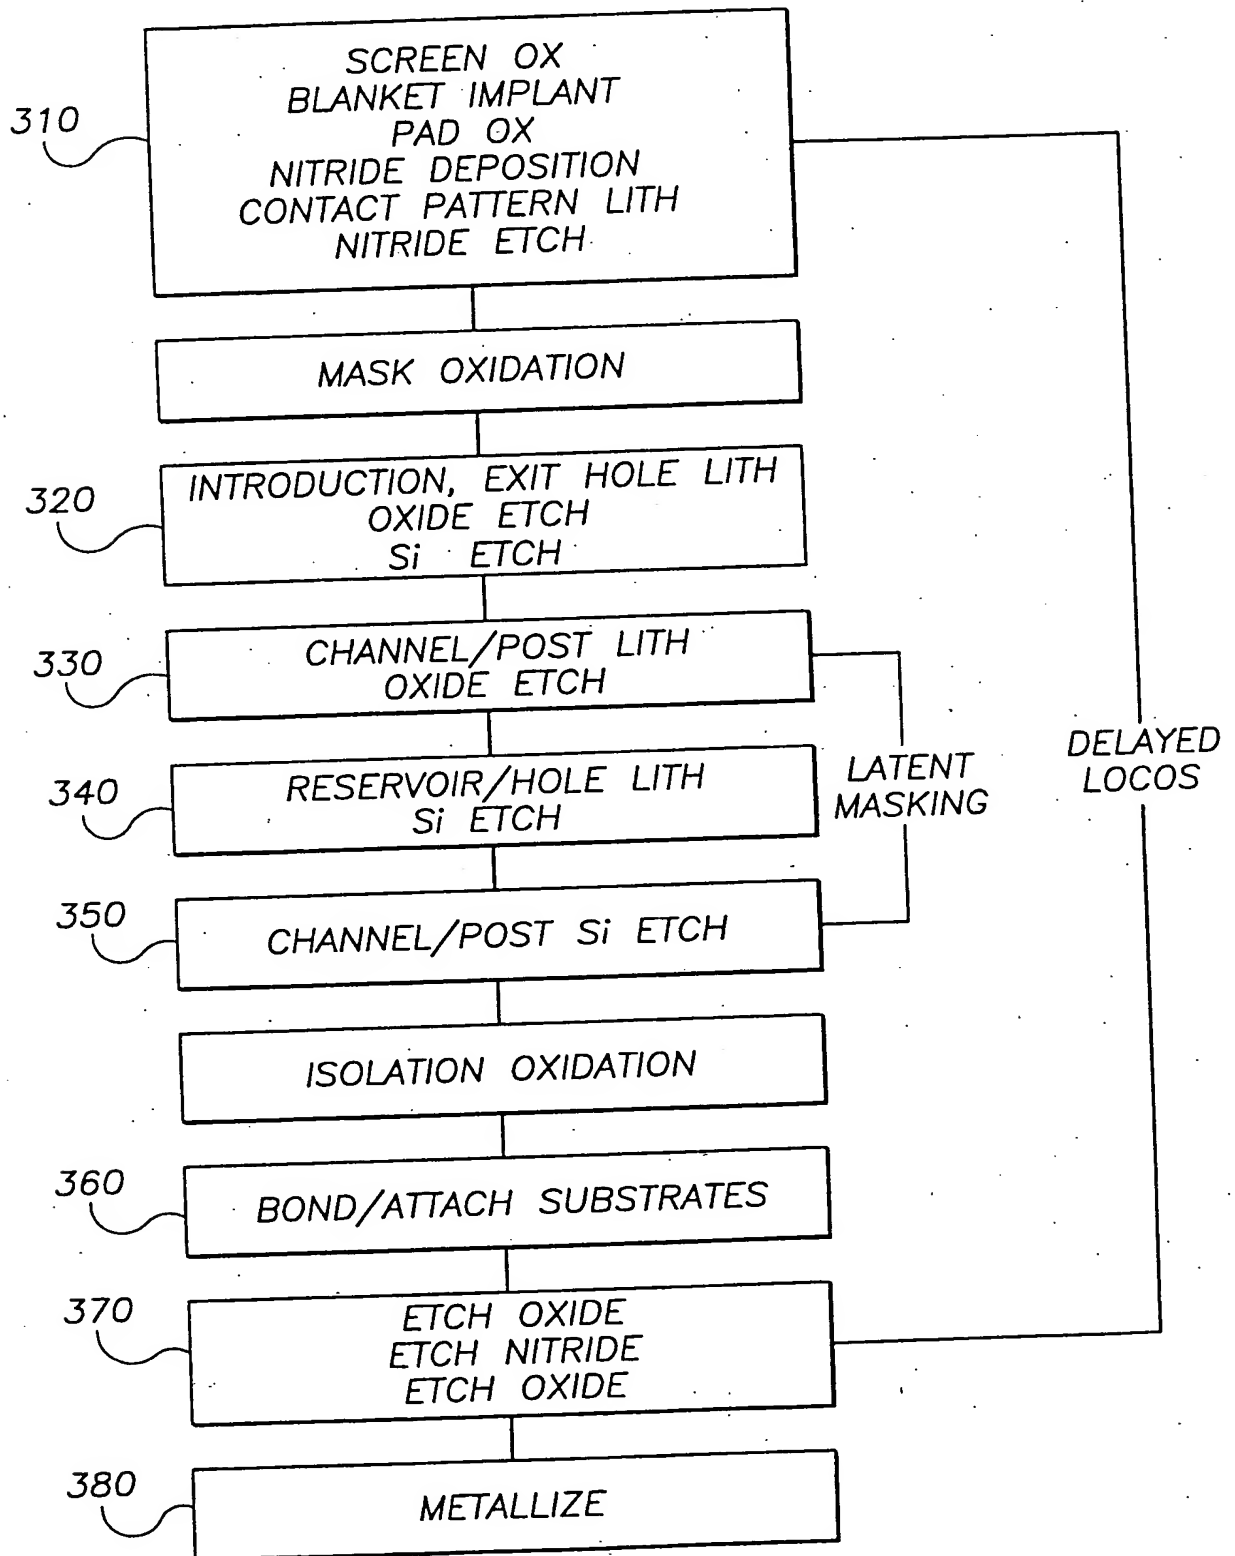 310
SCREEN OX
BLANKET IMPLANT
PAD OX
NITRIDE DEPOSITION
CONTACT PATTERN LITH
NITRIDE ETCH
MASK OXIDATION
320
INTRODUCTION, EXIT HOLE LITH
OXIDE ETCH
Si ETCH
330
CHANNEL/POST LITH
OXIDE ETCH
340
RESERVOIR/HOLE LITH
Si ETCH
LATENT
MASKING
DELAYED
LOCOS
350
CHANNEL/POST Si ETCH
ISOLATION OXIDATION
360
BOND/ATTACH SUBSTRATES
370
ETCH OXIDE
ETCH NITRIDE
ETCH OXIDE
380
METALLIZE